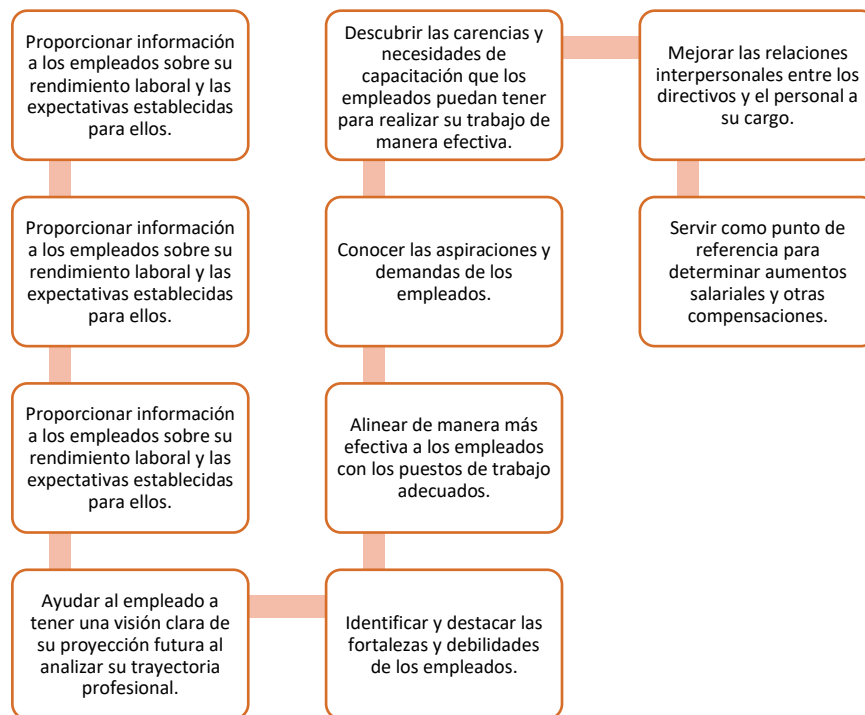 Proporcionar información
a los empleados sobre su
rendimiento laboral y las
expectativas establecidas
para ellos.
Proporcionar información
a los empleados sobre su
rendimiento laboral y las
expectativas establecidas
para ellos.
Proporcionar información
a los empleados sobre su
rendimiento laboral y las
expectativas establecidas
para ellos.
Ayudar al empleado a
tener una visión clara de
su proyección futura al
analizar su trayectoria
profesional.
Identificar y destacar las
fortalezas y debilidades
de los empleados.
Alinear de manera más
efectiva a los empleados
con los puestos de trabajo
adecuados.
Conocer las aspiraciones y
demandas de los
empleados.
Descubrir las carencias y
necesidades de
capacitación que los
empleados puedan tener
para realizar su trabajo de
manera efectiva.
Mejorar las relaciones
interpersonales entre los
directivos y el personal a
su cargo.
Servir como punto de
referencia para
determinar aumentos
salariales y otras
compensaciones.